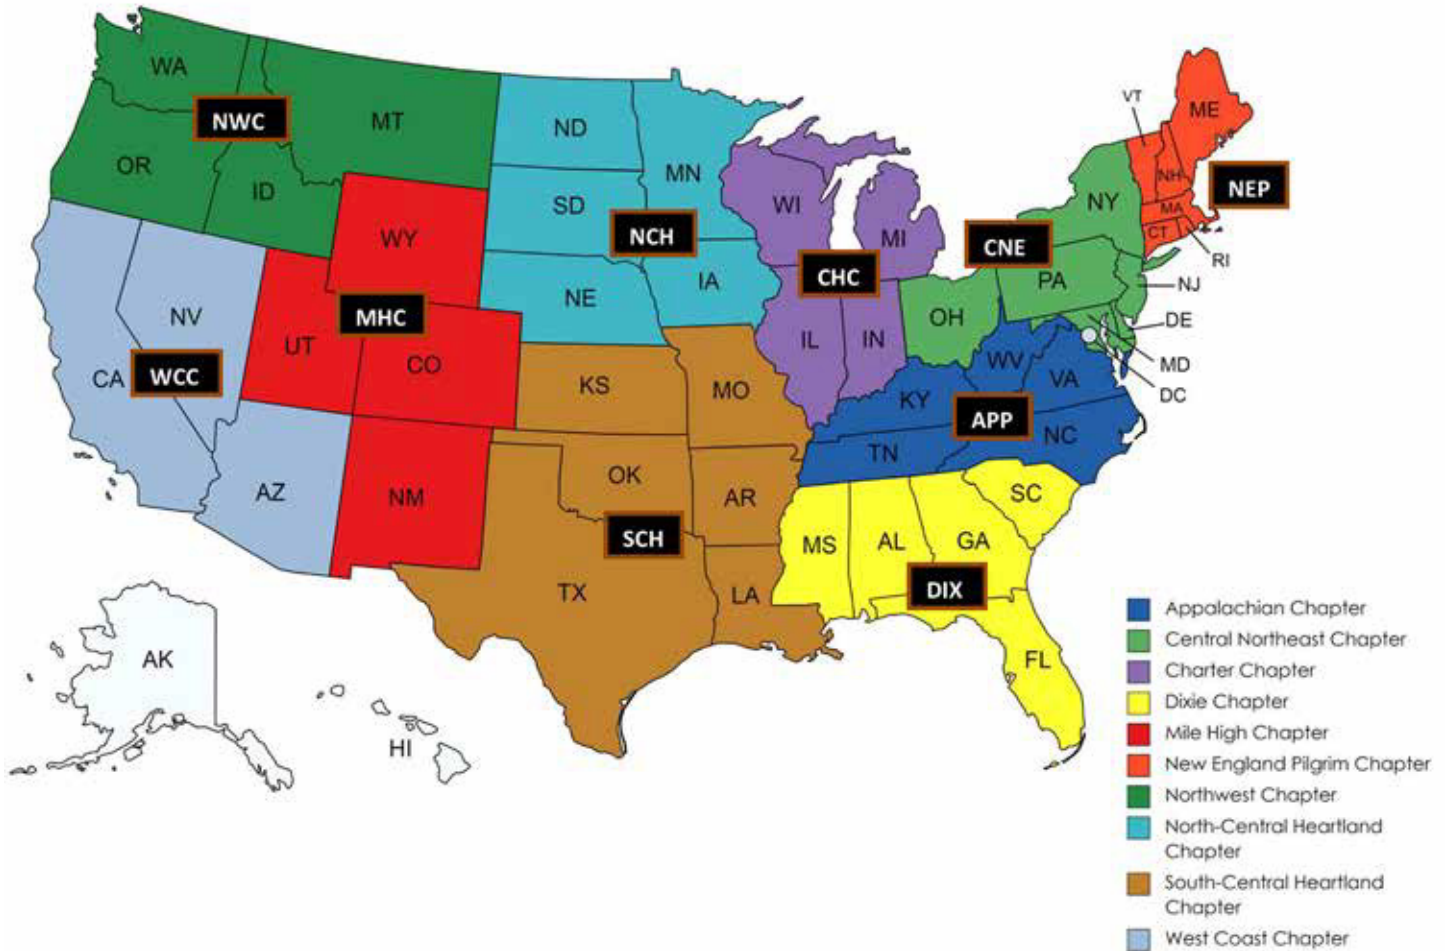 WA
MT
ND
MN
VT
ME
NWC
OR
ID
SD
WI
MI
NY
NH
MA
CT
RI
NEP
WY
NCH
CNE
CHC
NE
IA
PA
NJ
NV
MHC
UT
CO
IL
IN
OH
DE
MD
DC
CA
WCC
KS
MO
WV
VA
KY
APP
NC
TN
AZ
NM
OK
AR
SC
SCH
MS
AL
GA
TX
LA
DIX
FL
AK
HI
Appalachian Chapter
Central Northeast Chapter
Charter Chapter
Dixie Chapter
Mile High Chapter
New England Pilgrim Chapter
Northwest Chapter
North-Central Heartland
Chapter
South-Central Heartland
Chapter
West Coast Chapter